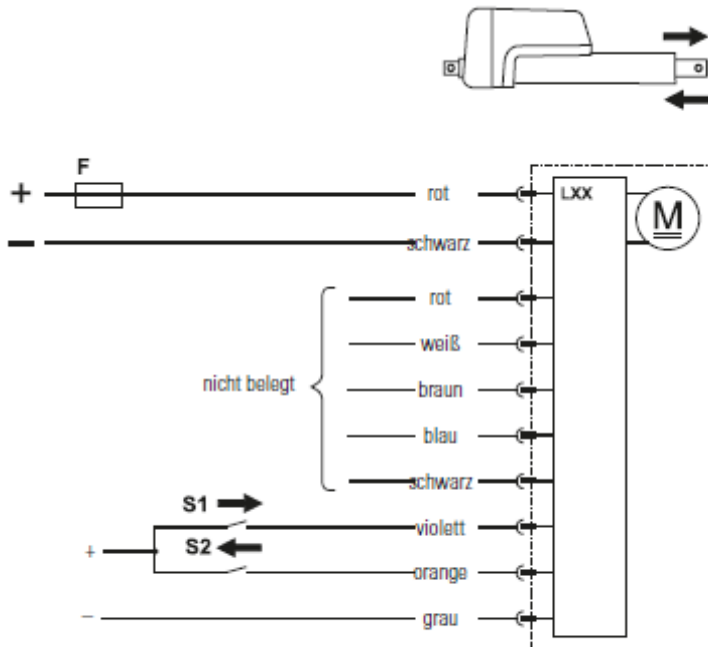 F
+ rot LXX M
− schwarz
rot
weiß
nicht belegt braun
blau
schwarz
S1 violett
+ S2
orange
− grau